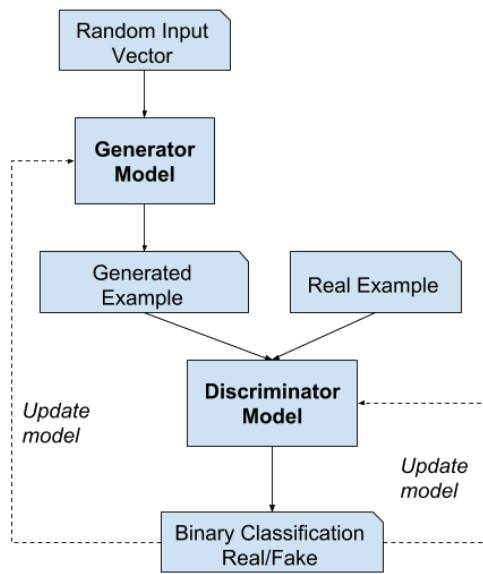 Random Input
Vector
Generator
Model
Generated
Example
Real Example
Discriminator
Model
Update
model
Update
model
Binary Classification
Real/Fake